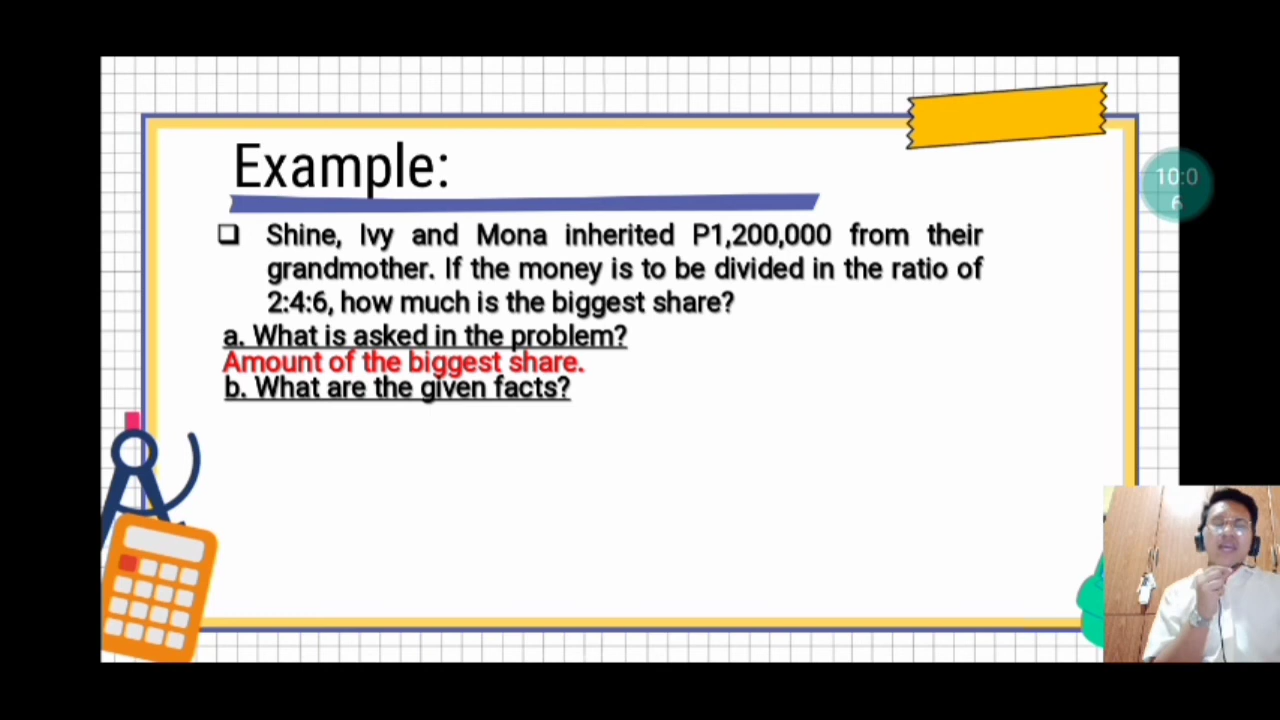 Example:
❑ Shine, Ivy and Mona inherited P1,200,000 from their
grandmother. If the money is to be divided in the ratio of
2:4:6, how much is the biggest share?
a. What is asked in the problem?
Amount of the biggest share.
b. What are the given facts?
10:0
6